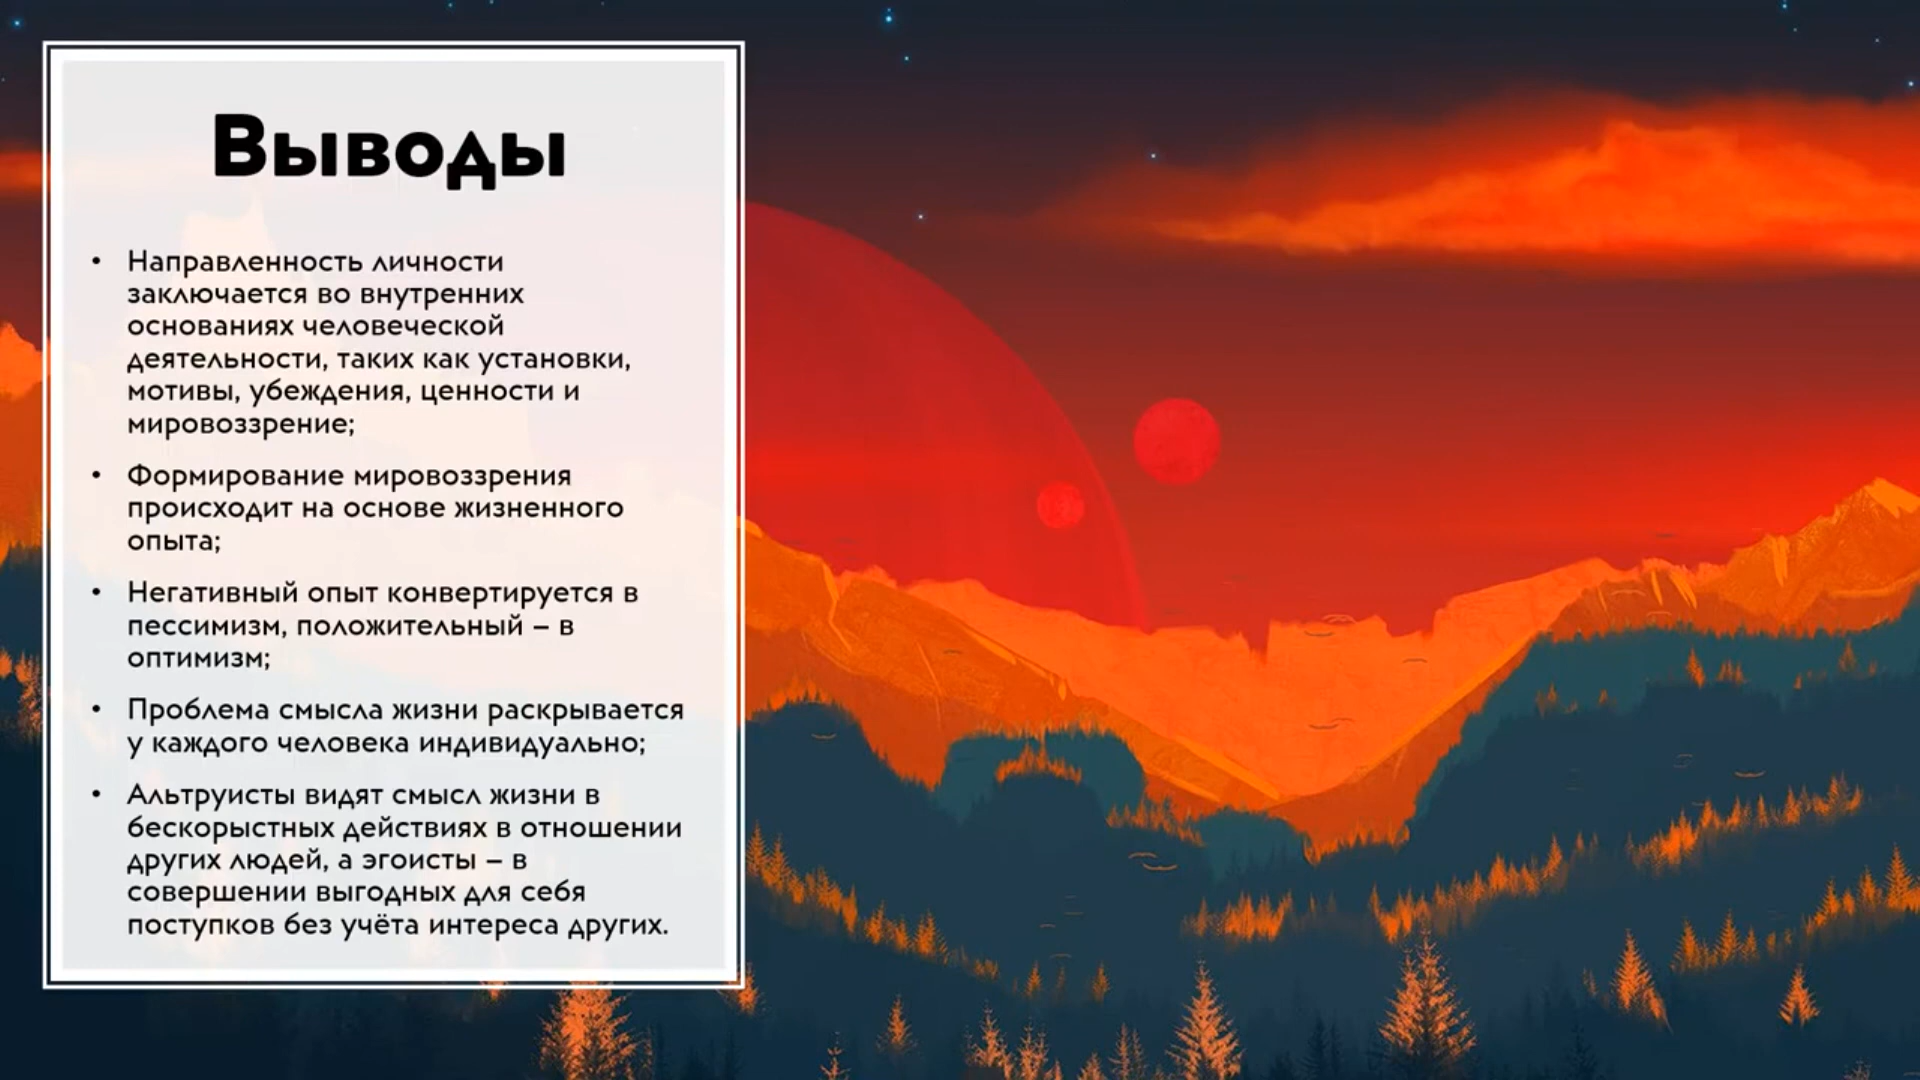 Выводы
• Направленность личности
заключается во внутренних
основаниях человеческой
деятельности, таких как установки,
мотивы, убеждения, ценности и
мировоззрение;
• Формирование мировоззрения
происходит на основе жизненного
опыта;
• Негативный опыт конвертируется в
пессимизм, положительный – в
оптимизм;
• Проблема смысла жизни раскрывается
у каждого человека индивидуально;
• Альтруисты видят смысл жизни в
бескорыстных действиях в отношении
других людей, а эгоисты – в
совершении выгодных для себя
поступков без учёта интереса других.